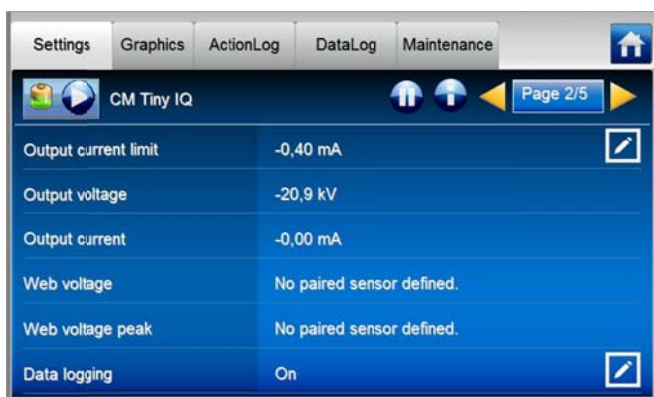 Settings Graphics ActionLog DataLog Maintenance
CM Tiny IQ Page 2/5
Output current limit -0,40 mA
Output voltage -20,9 kV
Output current -0,00 mA
Web voltage No paired sensor defined.
Web voltage peak No paired sensor defined.
Data logging On